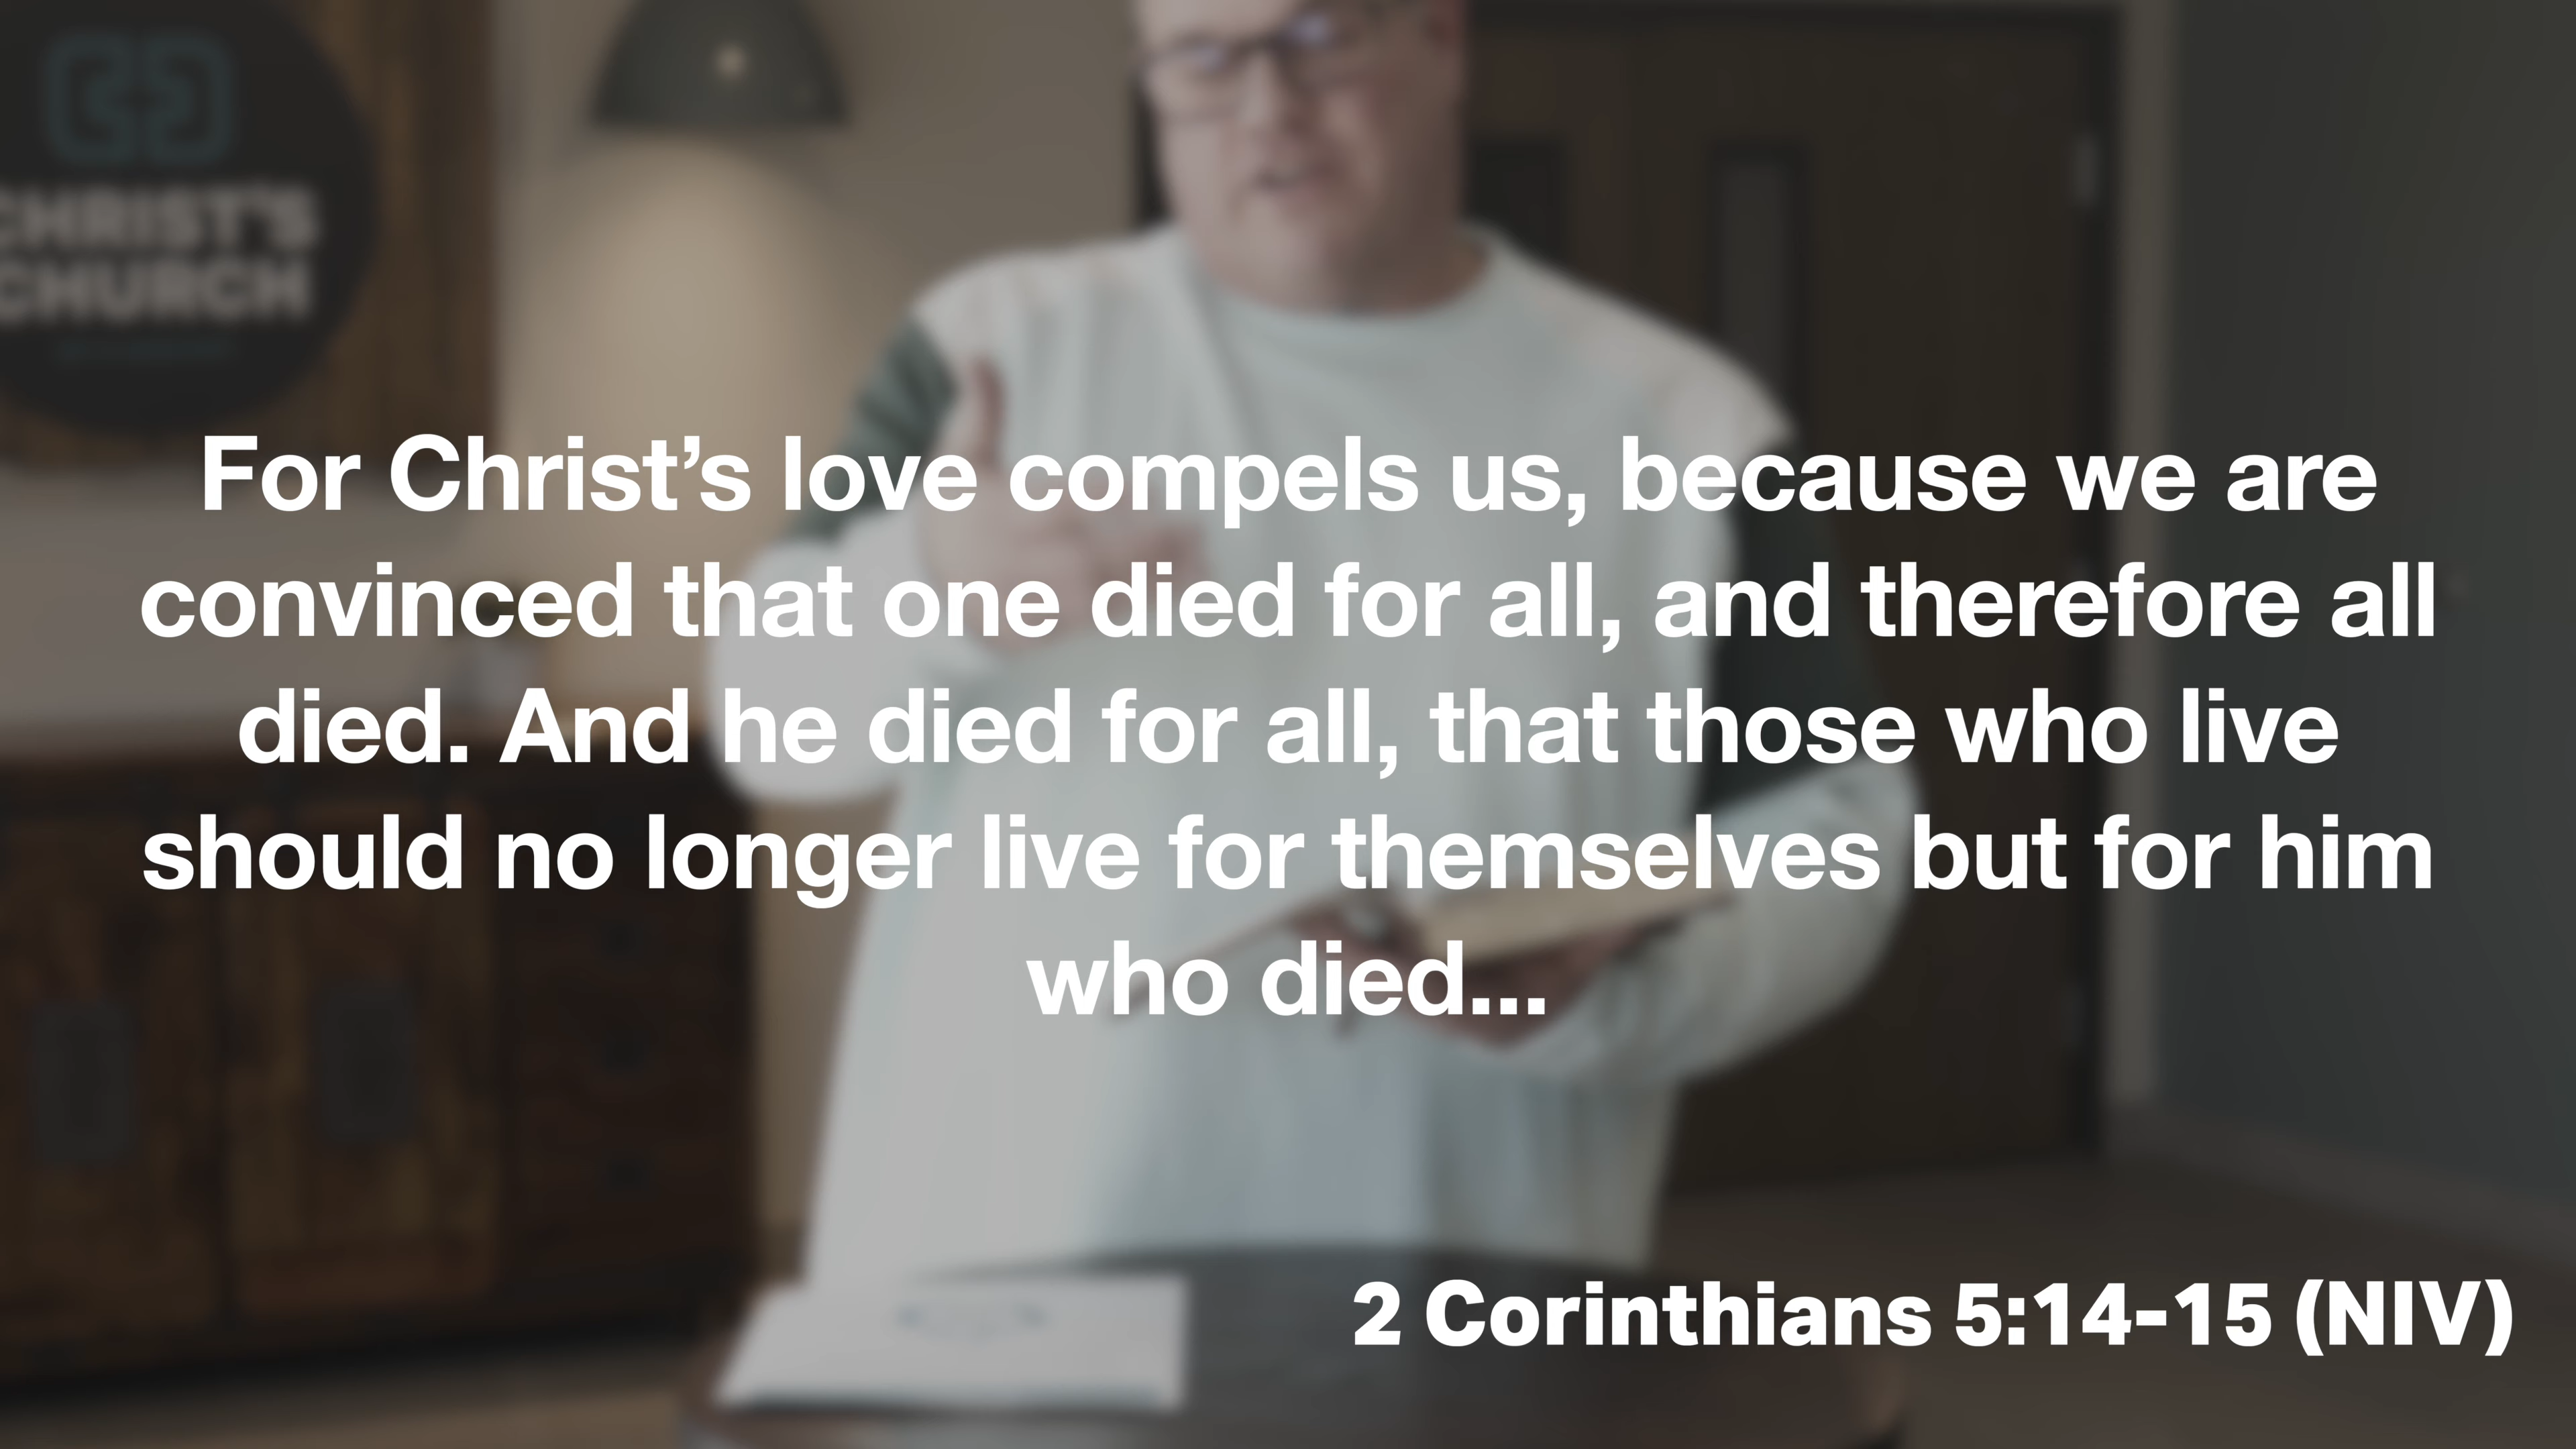 CHRIST'S
CHURCH
For Christ’s love compels us, because we are
convinced that one died for all, and therefore all
died. And he died for all, that those who live
should no longer live for themselves but for him
who died...
2 Corinthians 5:14-15 (NIV)